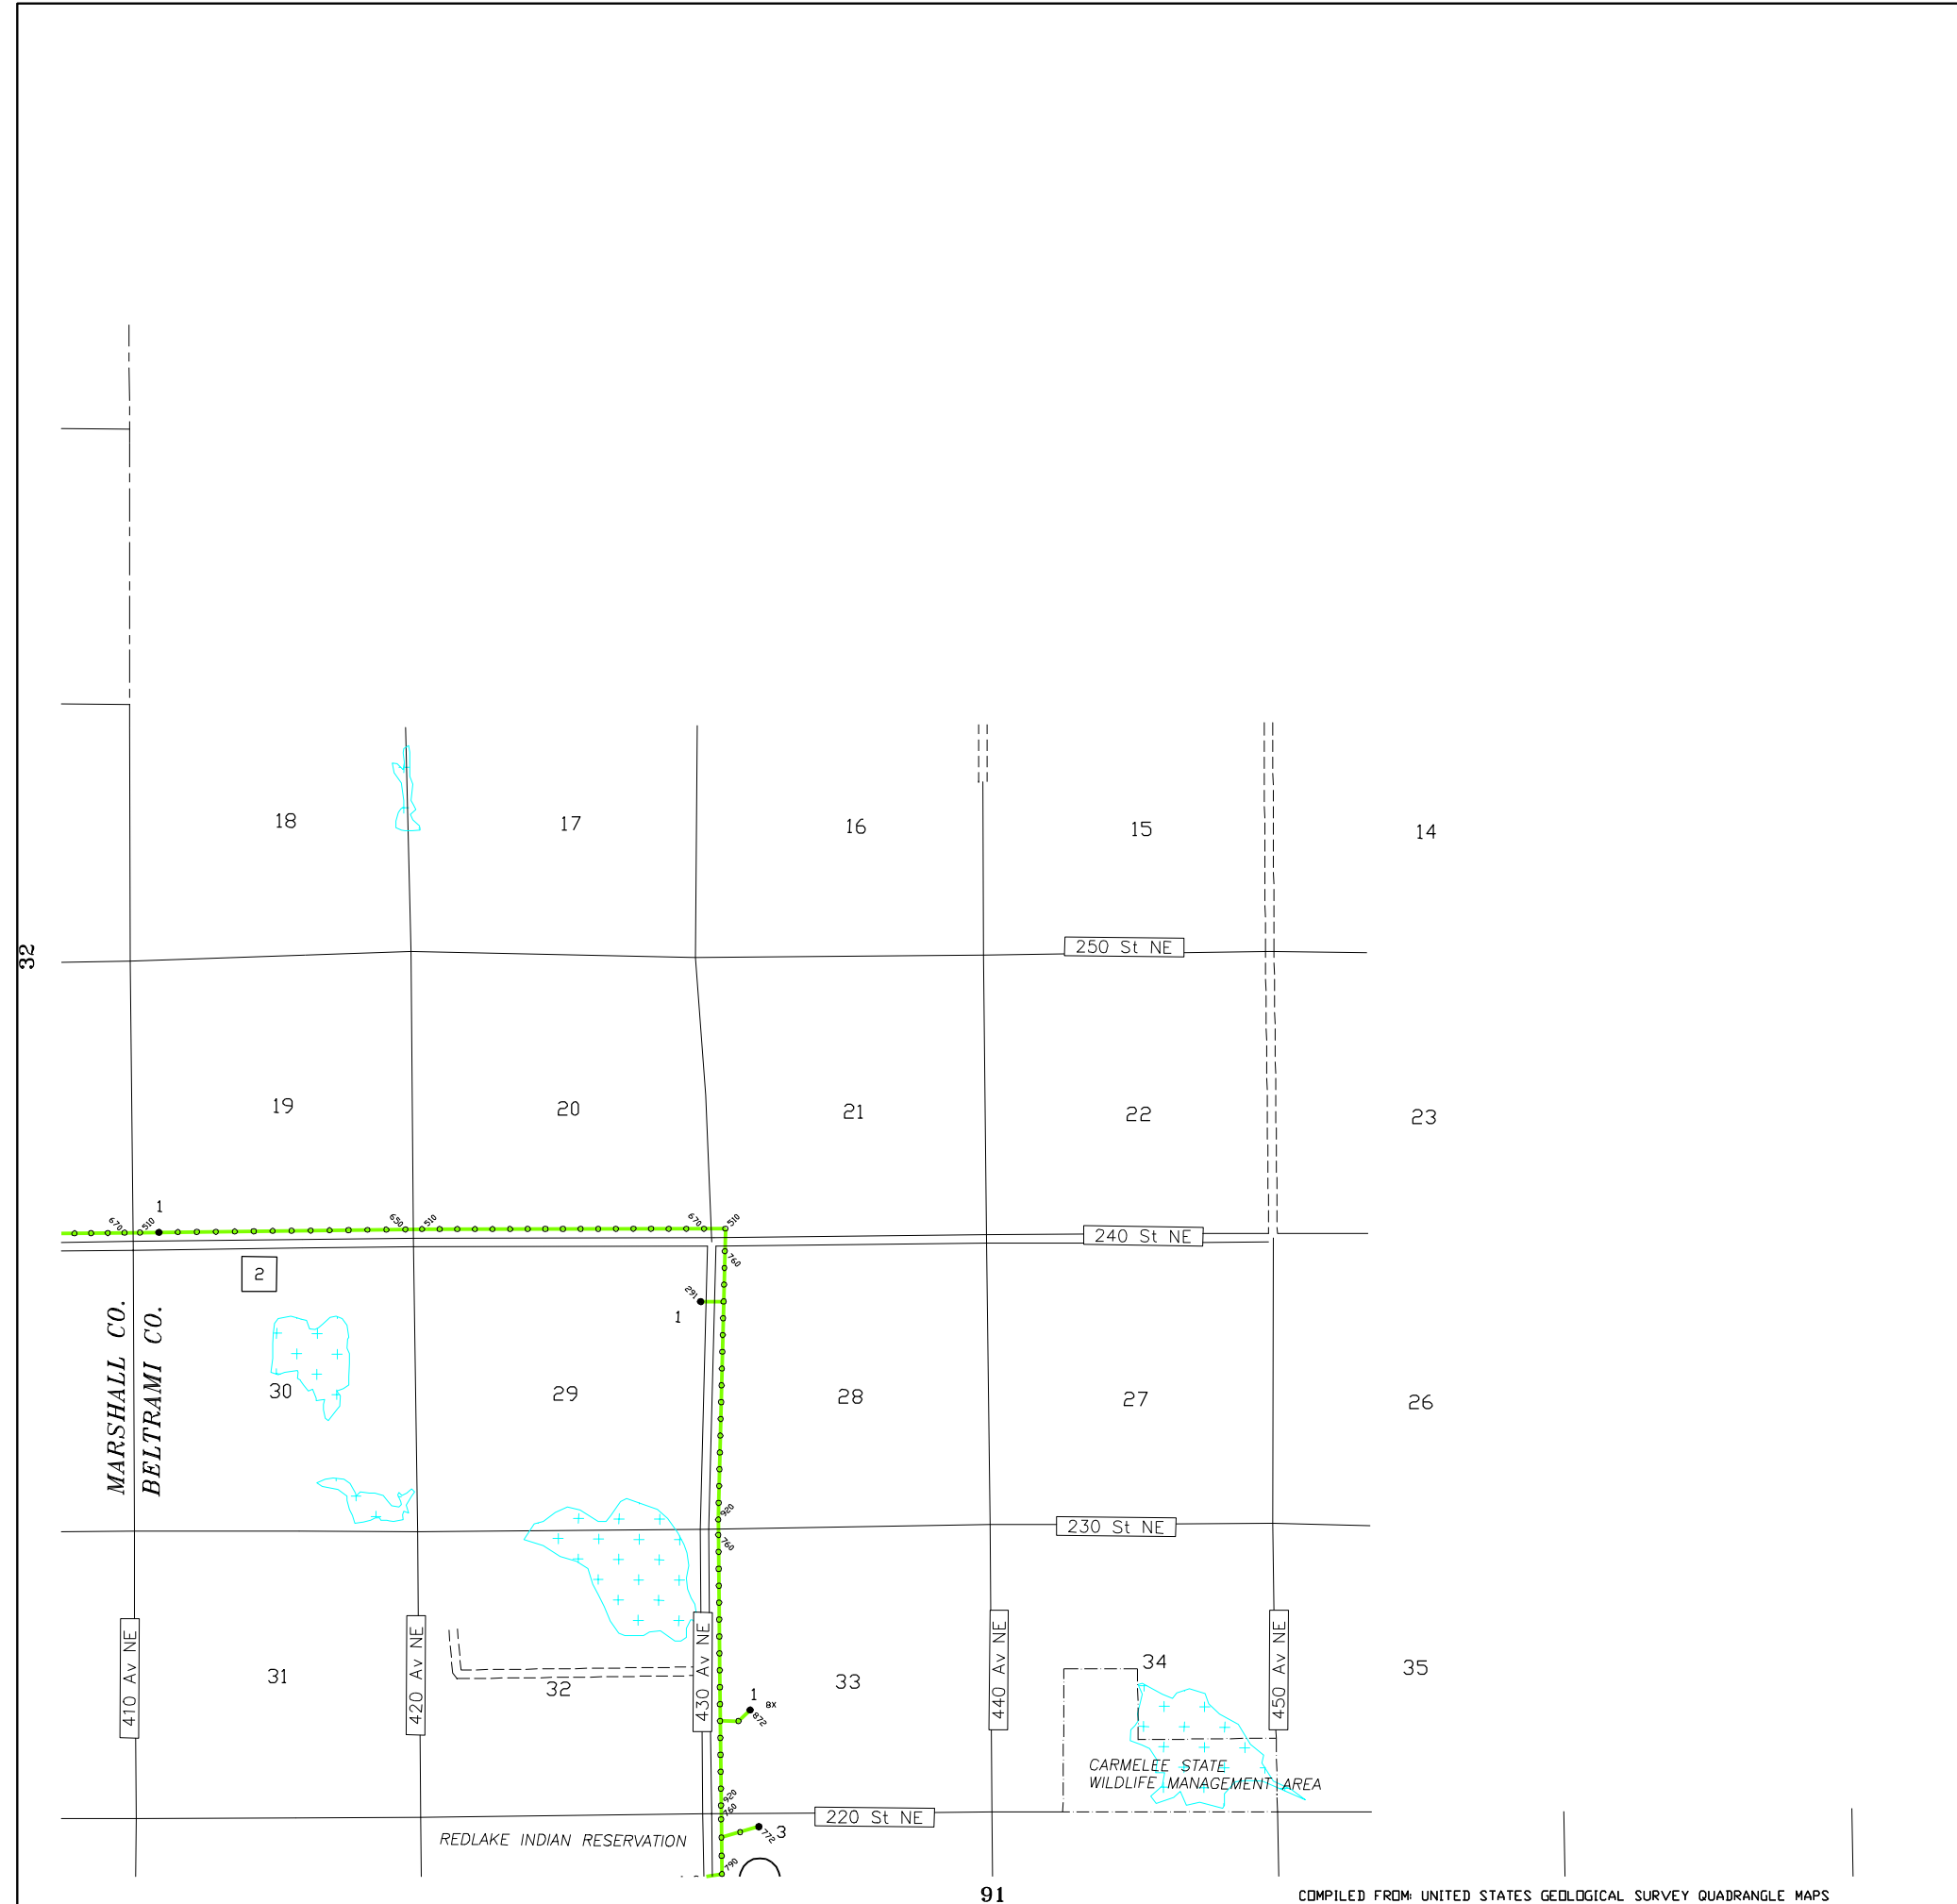 18
17
16
15
14
250 St NE
32
19
20
21
22
23
1
670
510
650
510
670
510
240 St NE
760
2
291
1
MARSHALL CO.
BELTRAMI CO.
30
29
28
27
26
920
230 St NE
760
410 Av NE
420 Av NE
430 Av NE
440 Av NE
450 Av NE
31
32
33
34
35
1
8X
872
CARMELEE STATE
WILDLIFE MANAGEMENT AREA
920
760
220 St NE
REDLAKE INDIAN RESERVATION
3
772
790
91
COMPILED FROM: UNITED STATES GEOLOGICAL SURVEY QUADRANGLE MAPS